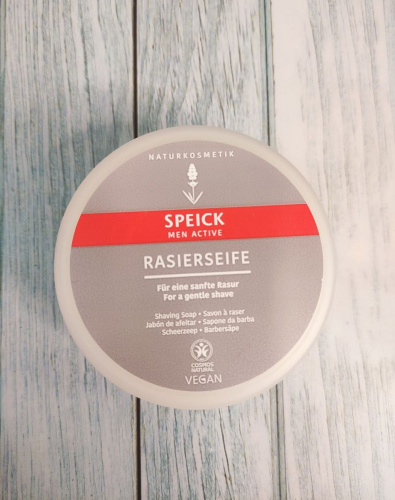 NATURKOSMETIK
SPEICK
MEN ACTIVE
RASIERSEIFE
Für eine sanfte Rasur
For a gentle shave
Shaving Soap • Savon à raser
Jabón de afeitar • Sapone da barba
Scheerzeep • Barbersåpe
COSMOS
NATURAL
VEGAN